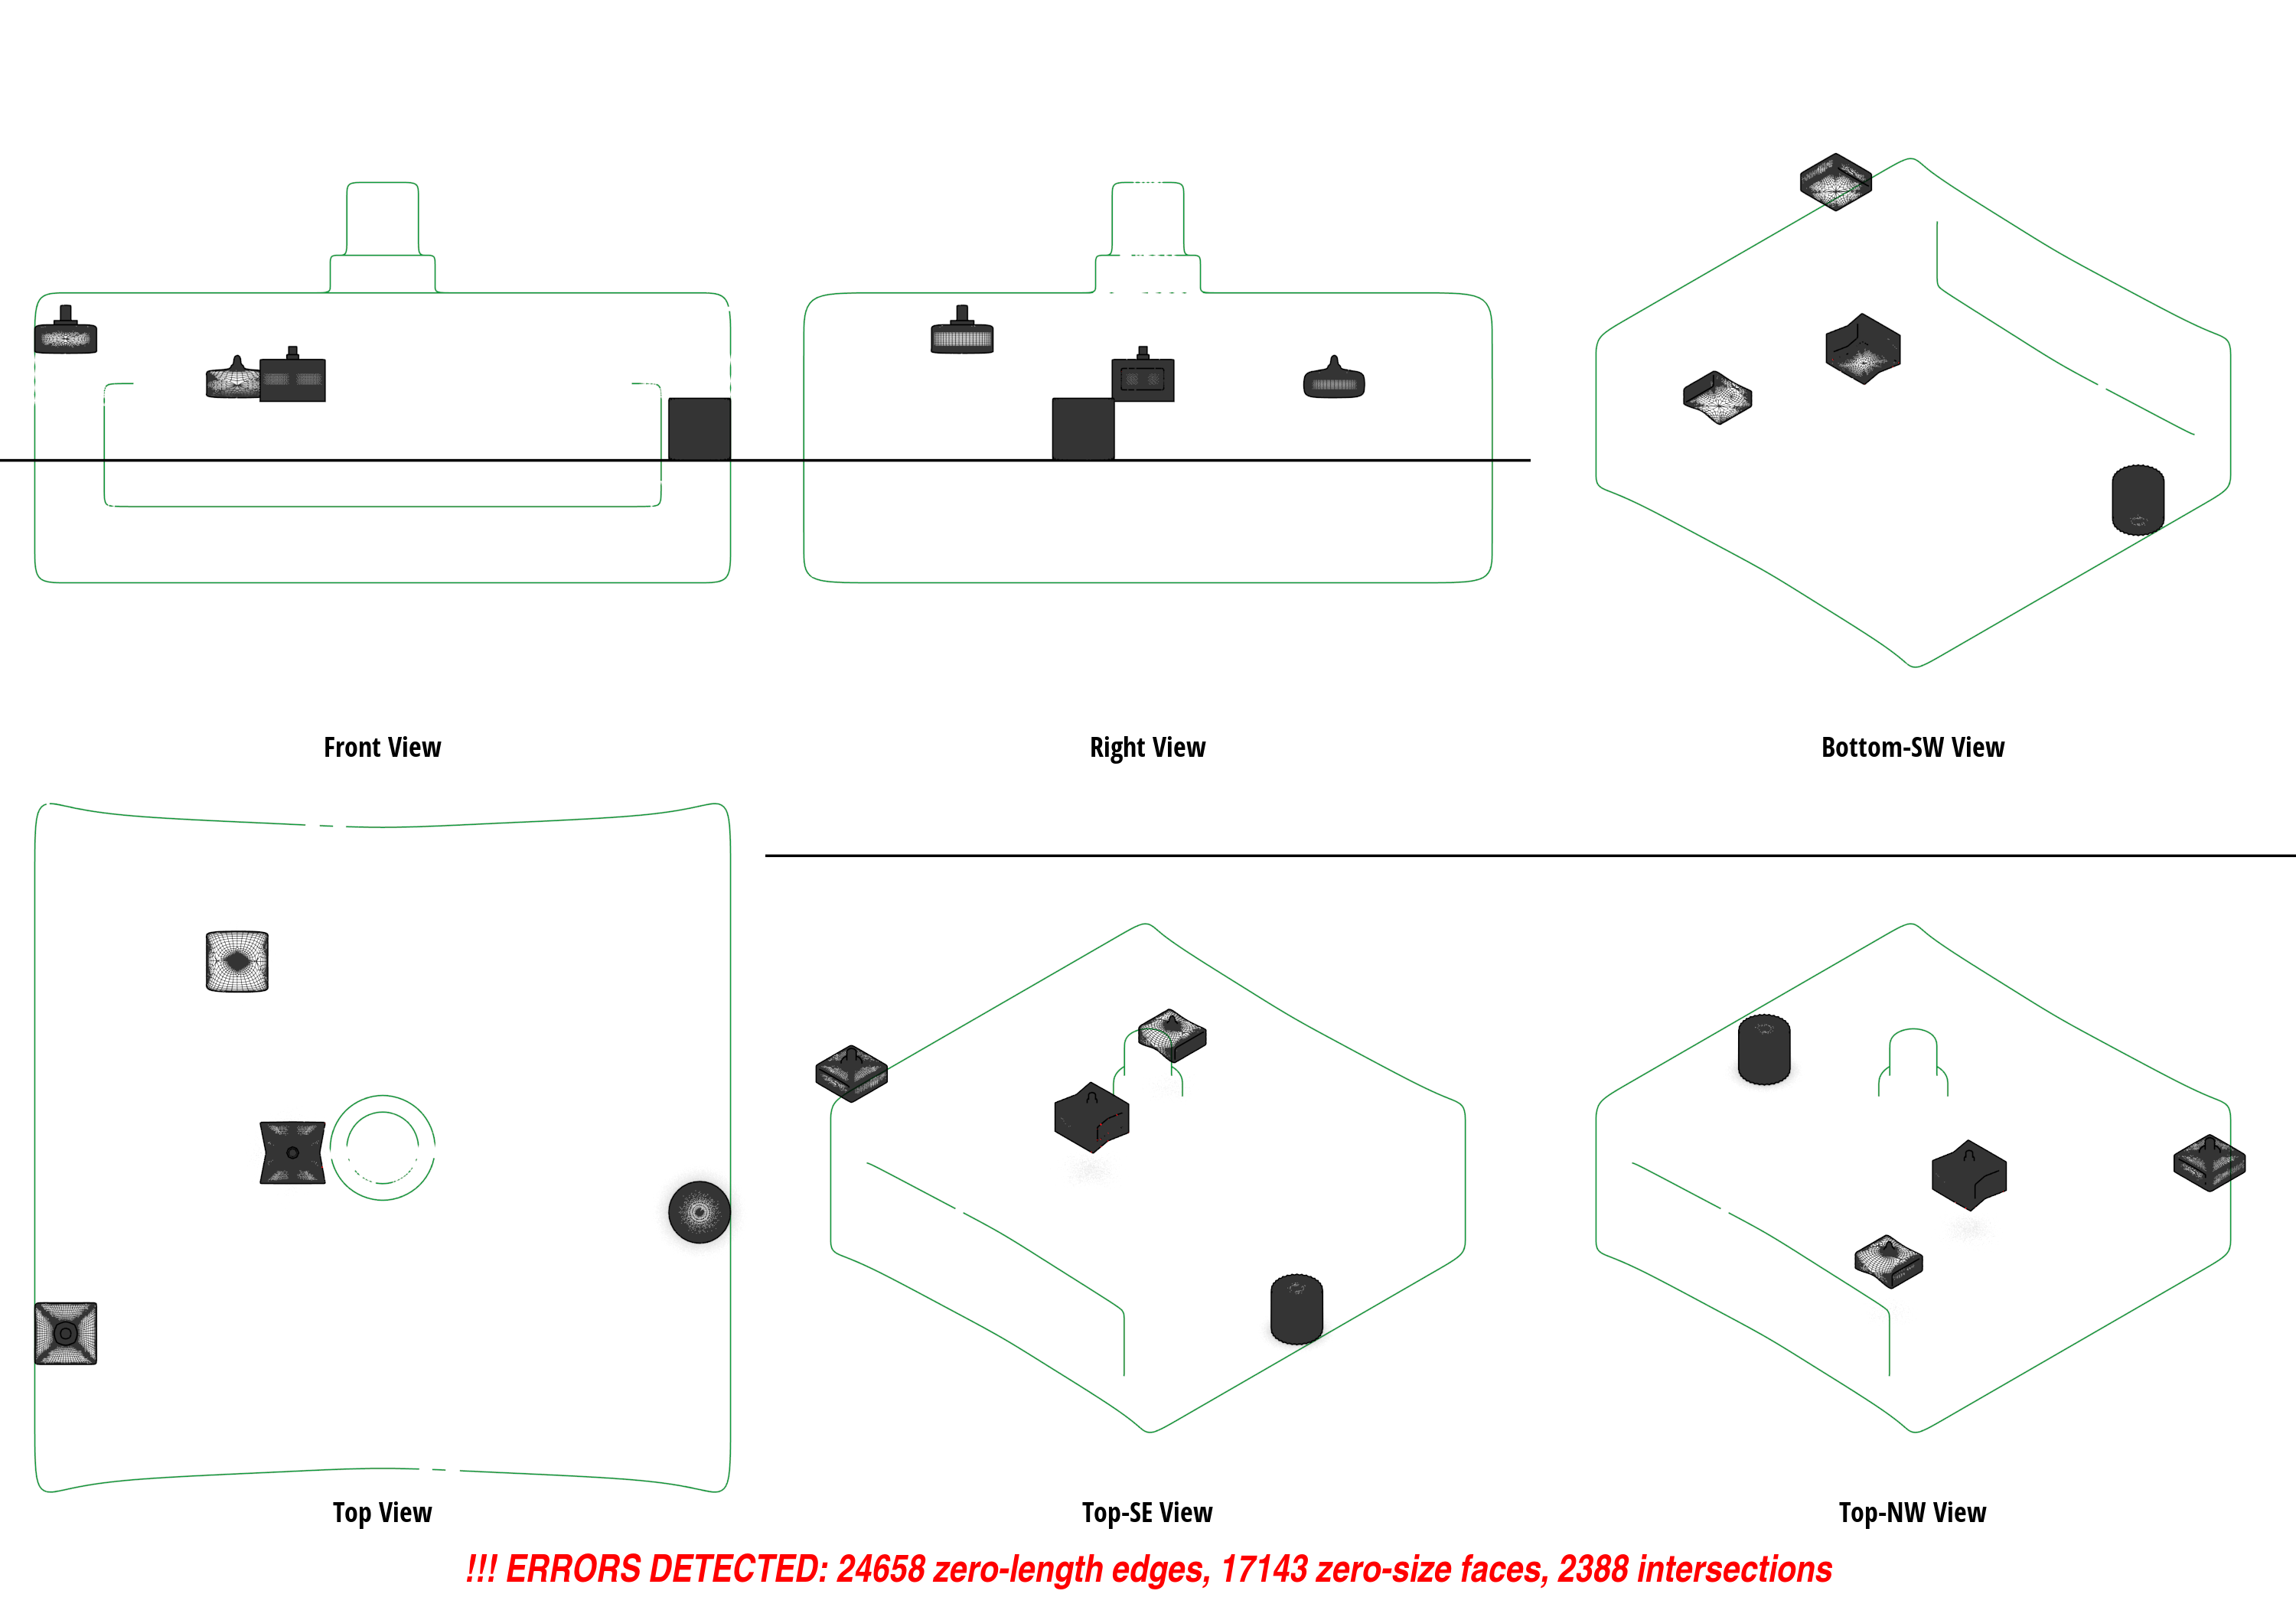 Front View
Right View
Bottom-SW View
Top View
Top-SE View
Top-NW View
!!! ERRORS DETECTED: 24658 zero-length edges, 17143 zero-size faces, 2388 intersections